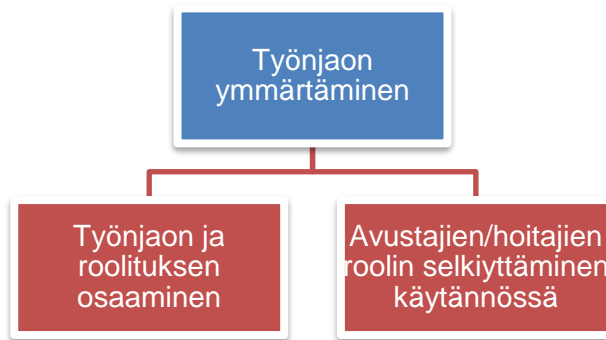 Työnjaon
ymmärtäminen
Työnjaon ja
roolituksen
osaaminen
Avustajien/hoitajien
roolin selkiyttäminen
käytännössä